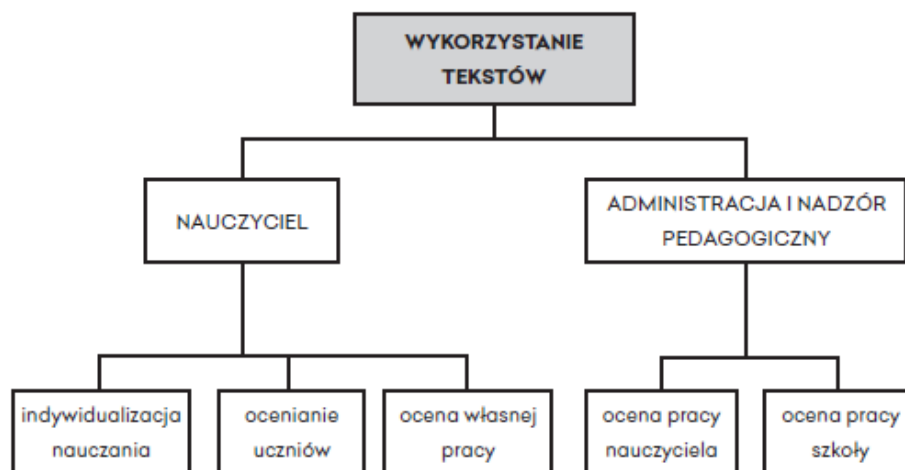 WYKORZYSTANIE
TEKSTÓW
NAUCZYCIEL
ADMINISTRACJA I NADZÓR
PEDAGOGICZNY
indywidualizacja
nauczania
ocenianie
uczniów
ocena własnej
pracy
ocena pracy
nauczyciela
ocena pracy
szkoły